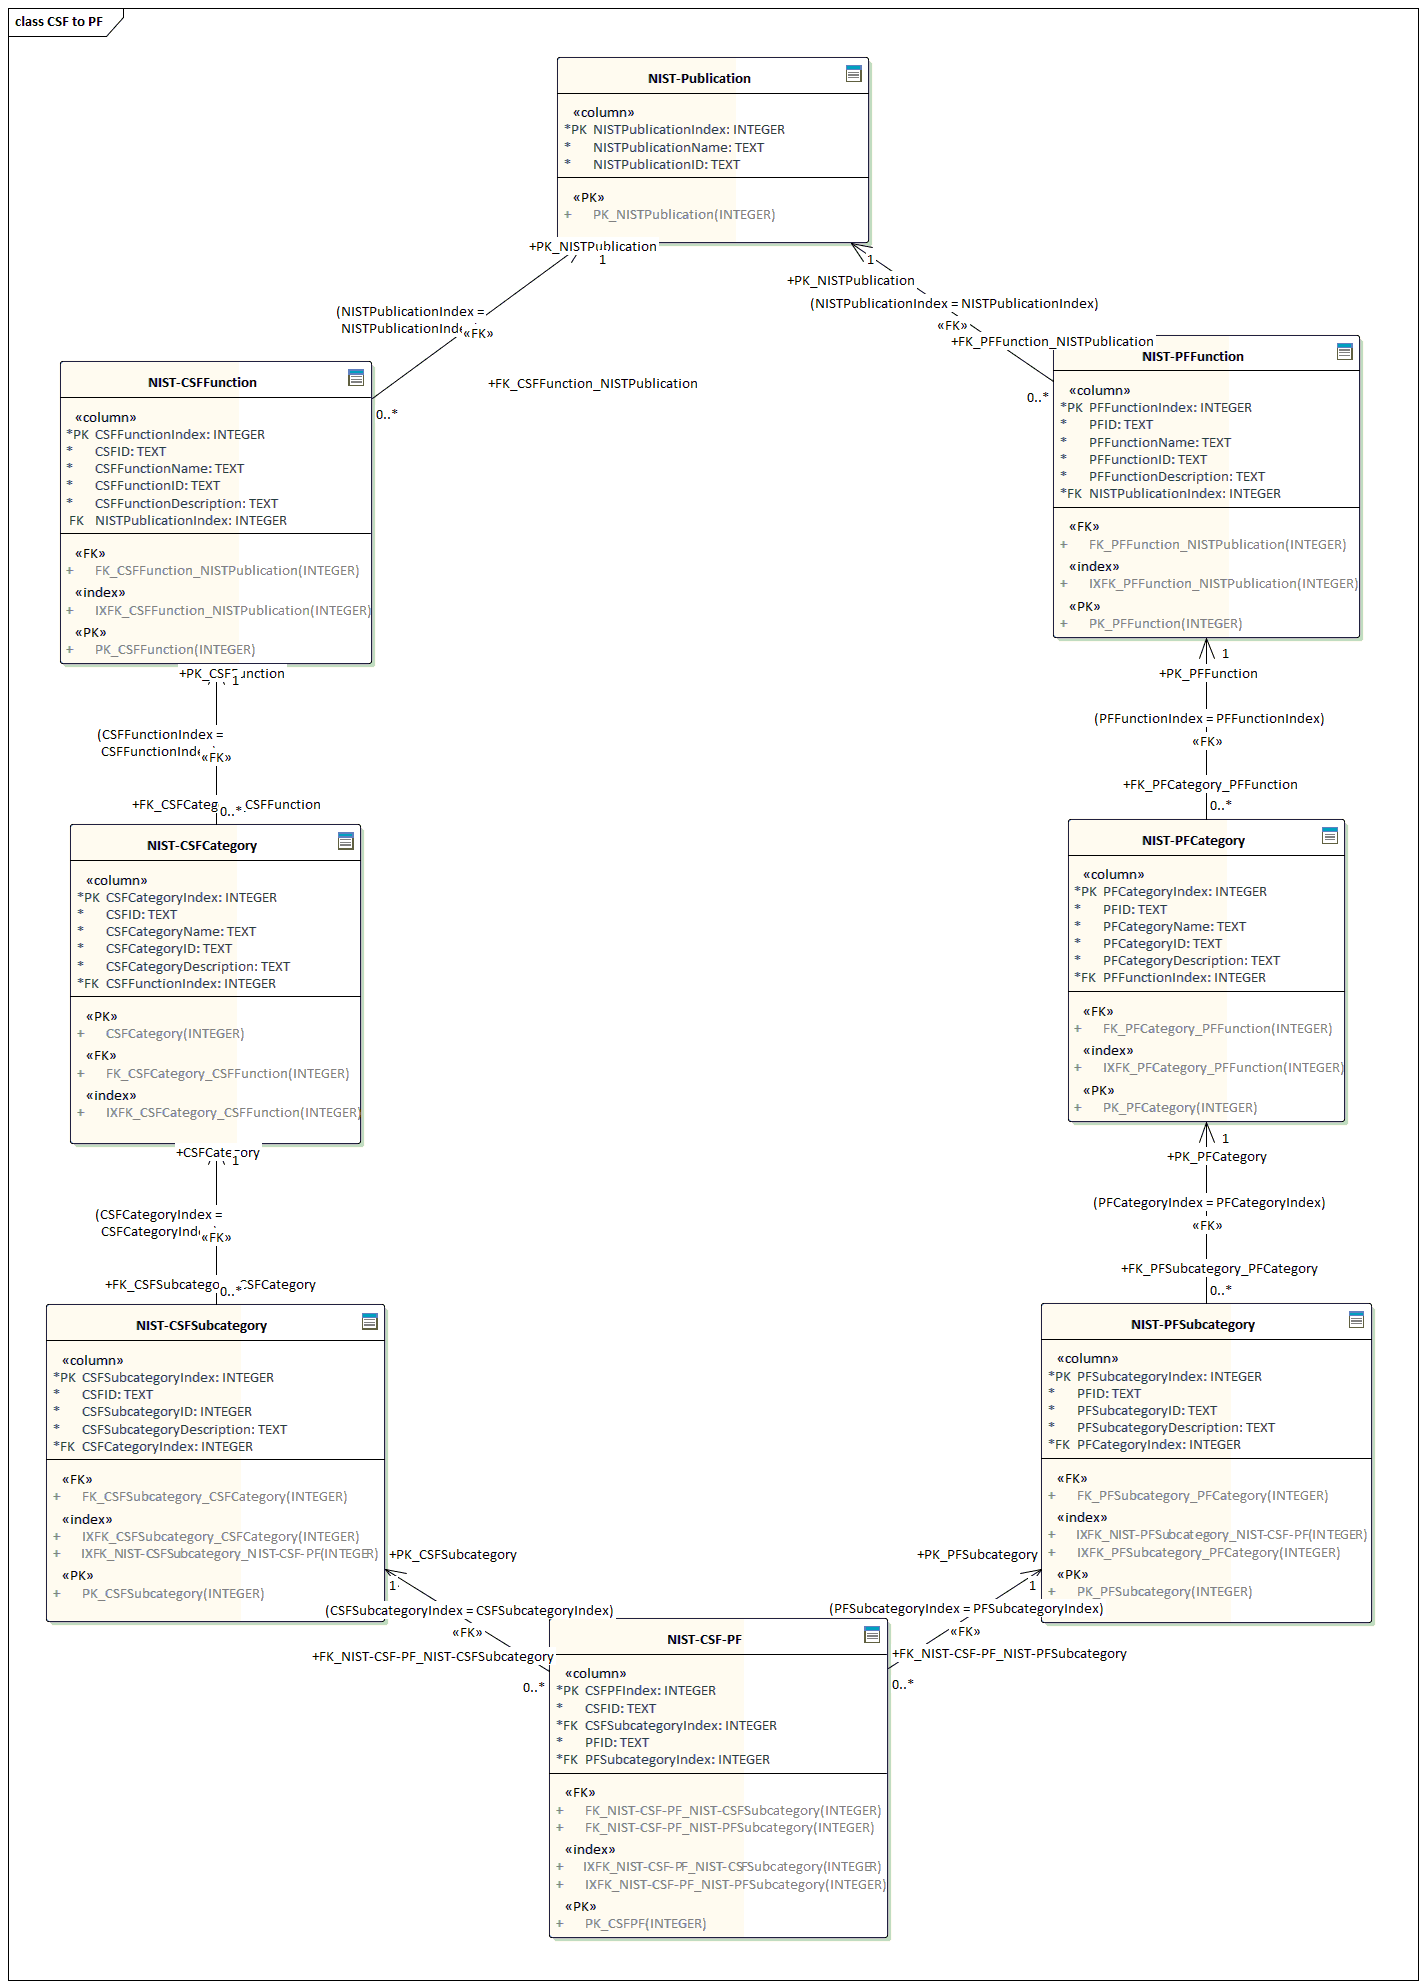 class CSF to PF
NIST-Publication
«column»
*PK NISTPublicationIndex: INTEGER
* NISTPublicationName: TEXT
* NISTPublicationID: TEXT
«PK»
+ PK_NISTPublication(INTEGER)
+PK_NISTPublication
1
(NISTPublicationIndex =
«FK»
+FK_CSFFunction_NISTPublication
0..*
1
+PK_NISTPublication
(NISTPublicationIndex = NISTPublicationIndex)
«FK»
+FK_PFFunction_NISTPublication
0..*
NIST-CSFFunction
«column»
*PK CSFFunctionIndex: INTEGER
* CSFID: TEXT
* CSFFunctionName: TEXT
* CSFFunctionID: TEXT
* CSFFunctionDescription: TEXT
FK NISTPublicationIndex: INTEGER
«FK»
+ FK_CSFFunction_NISTPublication(INTEGER)
«index»
+ IXFK_CSFFunction_NISTPublication(INTEGER)
«PK»
+ PK_CSFFunction(INTEGER)
NIST-PFFunction
«column»
*PK PFFunctionIndex: INTEGER
* PFID: TEXT
* PFFunctionName: TEXT
* PFFunctionID: TEXT
* PFFunctionDescription: TEXT
*FK NISTPublicationIndex: INTEGER
«FK»
+ FK_PFFunction_NISTPublication(INTEGER)
«index»
+ IXFK_PFFunction_NISTPublication(INTEGER)
«PK»
+ PK_PFFunction(INTEGER)
+PK_CSFFunction
1
(CSFFunctionIndex =
«FK»
0..*
1
+PK_PFFunction
(PFFunctionIndex = PFFunctionIndex)
«FK»
+FK_PFCategory_PFFunction
0..*
NIST-CSFCategory
«column»
*PK CSFCategoryIndex: INTEGER
* CSFID: TEXT
* CSFCategoryName: TEXT
* CSFCategoryID: TEXT
* CSFCategoryDescription: TEXT
*FK CSFFunctionIndex: INTEGER
«PK»
+ CSFCategory(INTEGER)
«FK»
+ FK_CSFCategory_CSFFunction(INTEGER)
«index»
+ IXFK_CSFCategory_CSFFunction(INTEGER)
NIST-PFCategory
«column»
*PK PFCategoryIndex: INTEGER
* PFID: TEXT
* PFCategoryName: TEXT
* PFCategoryID: TEXT
* PFCategoryDescription: TEXT
*FK PFFunctionIndex: INTEGER
«FK»
+ FK_PFCategory_PFFunction(INTEGER)
«index»
+ IXFK_PFCategory_PFFunction(INTEGER)
«PK»
+ PK_PFCategory(INTEGER)
+CSFCategory
1
(CSFCategoryIndex =
«FK»
0..*
1
+PK_PFCategory
(PFCategoryIndex = PFCategoryIndex)
«FK»
+FK_PFSubcategory_PFCategory
0..*
NIST-CSFSubcategory
«column»
*PK CSFSubcategoryIndex: INTEGER
* CSFID: TEXT
* CSFSubcategoryID: INTEGER
* CSFSubcategoryDescription: TEXT
*FK CSFCategoryIndex: INTEGER
«FK»
+ FK_CSFSubcategory_CSFCategory(INTEGER)
«index»
+ IXFK_CSFSubcategory_CSFCategory(INTEGER)
+ IXFK_NIST-CSFSubcategory_NIST-CSF-PF(INTEGER)
«PK»
+ PK_CSFSubcategory(INTEGER)
NIST-PFSubcategory
«column»
*PK PFSubcategoryIndex: INTEGER
* PFID: TEXT
* PFSubcategoryID: TEXT
* PFSubcategoryDescription: TEXT
*FK PFCategoryIndex: INTEGER
«FK»
+ FK_PFSubcategory_PFCategory(INTEGER)
«index»
+ IXFK_NIST-PFSubcategory_NIST-CSF-PF(INTEGER)
+ IXFK_PFSubcategory_PFCategory(INTEGER)
«PK»
+ PK_PFSubcategory(INTEGER)
+PK_CSFSubcategory
1
(CSFSubcategoryIndex = CSFSubcategoryIndex)
«FK»
+FK_NIST-CSF-PF_NIST-CSFSubcategory
0..*
+PK_PFSubcategory
1
(PFSubcategoryIndex = PFSubcategoryIndex)
«FK»
+FK_NIST-CSF-PF_NIST-PFSubcategory
0..*
NIST-CSF-PF
«column»
*PK CSFPFIndex: INTEGER
* CSFID: TEXT
*FK CSFSubcategoryIndex: INTEGER
* PFID: TEXT
*FK PFSubcategoryIndex: INTEGER
«FK»
+ FK_NIST-CSF-PF_NIST-CSFSubcategory(INTEGER)
+ FK_NIST-CSF-PF_NIST-PFSubcategory(INTEGER)
«index»
+ IXFK_NIST-CSF-PF_NIST-CSFSubcategory(INTEGER)
+ IXFK_NIST-CSF-PF_NIST-PFSubcategory(INTEGER)
«PK»
+ PK_CSFPF(INTEGER)